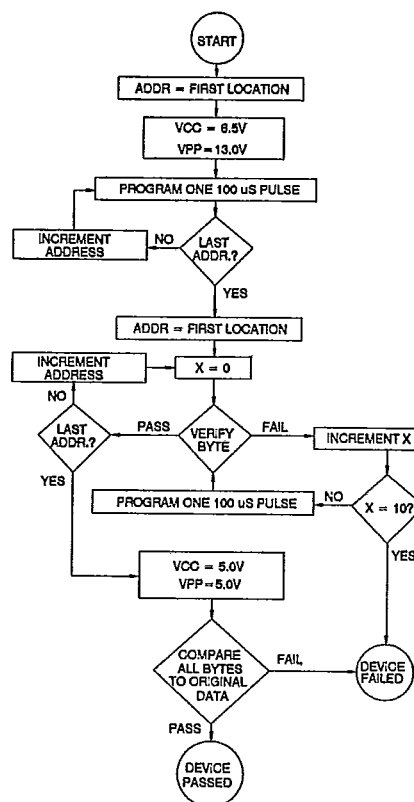 START
ADDR = FIRST LOCATION
VCC = 6.5V
VPP = 13.0V
PROGRAM ONE 100 uS PULSE
INCREMENT
ADDRESS
NO
LAST
ADDR.?
YES
ADDR = FIRST LOCATION
INCREMENT
ADDRESS
X = 0
NO
LAST
ADDR.?
PASS
VERIFY
BYTE
FAIL
INCREMENT X
YES
PROGRAM ONE 100 uS PULSE
NO
X = 10?
YES
VCC = 5.0V
VPP = 5.0V
COMPARE
ALL BYTES
TO ORIGINAL
DATA
FAIL
DEVICE
FAILED
PASS
DEVICE
PASSED